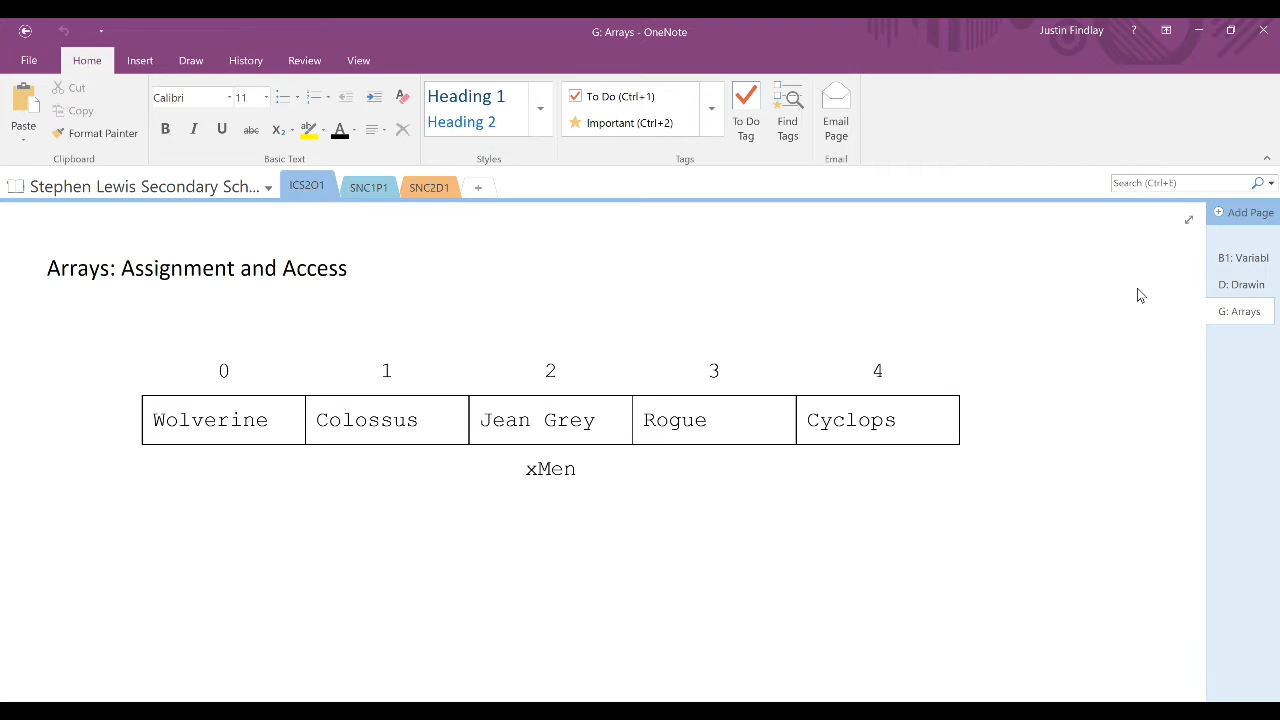 G: Arrays - OneNote
Justin Findlay
?
File
Home
Insert
Draw
History
Review
View
Paste
Cut
Copy
Format Painter
Clipboard
Calibri
11
B I U abc X₂ A
Basic Text
Heading 1
Heading 2
Styles
To Do (Ctrl+1)
Important (Ctrl+2)
To Do
Tag
Find
Tags
Tags
Email
Page
Email
Stephen Lewis Secondary Sch...
ICS2O1
SNC1P1
SNC2D1
+
Search (Ctrl+E)
Add Page
B1: Variabl
D: Drawin
G: Arrays
Arrays: Assignment and Access
0 1 2 3 4
Wolverine Colossus Jean Grey Rogue Cyclops
xMen